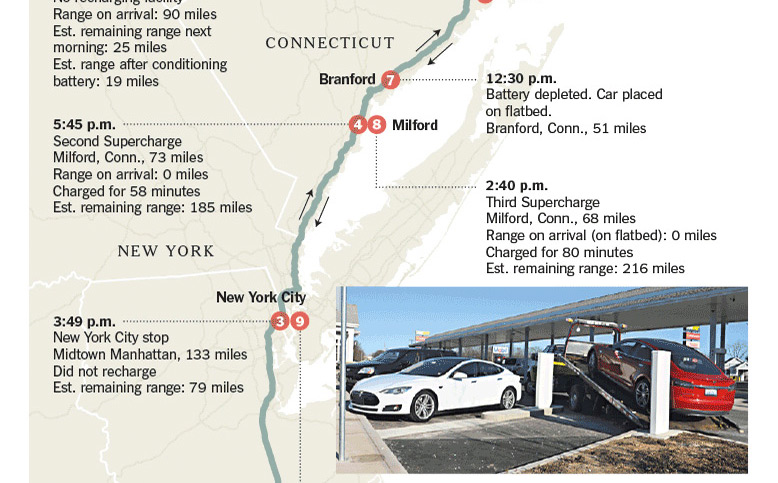 No recharging facility
Range on arrival: 90 miles
Est. remaining range next
morning: 25 miles
Est. range after conditioning
battery: 19 miles
CONNECTICUT
Branford 7
12:30 p.m.
Battery depleted. Car placed
on flatbed.
Branford, Conn., 51 miles
5:45 p.m.
Second Supercharge
Milford, Conn., 73 miles
Range on arrival: 0 miles
Charged for 58 minutes
Est. remaining range: 185 miles
4 8 Milford
2:40 p.m.
Third Supercharge
Milford, Conn., 68 miles
Range on arrival (on flatbed): 0 miles
Charged for 80 minutes
Est. remaining range: 216 miles
NEW YORK
New York City
3 9
3:49 p.m.
New York City stop
Midtown Manhattan, 133 miles
Did not recharge
Est. remaining range: 79 miles